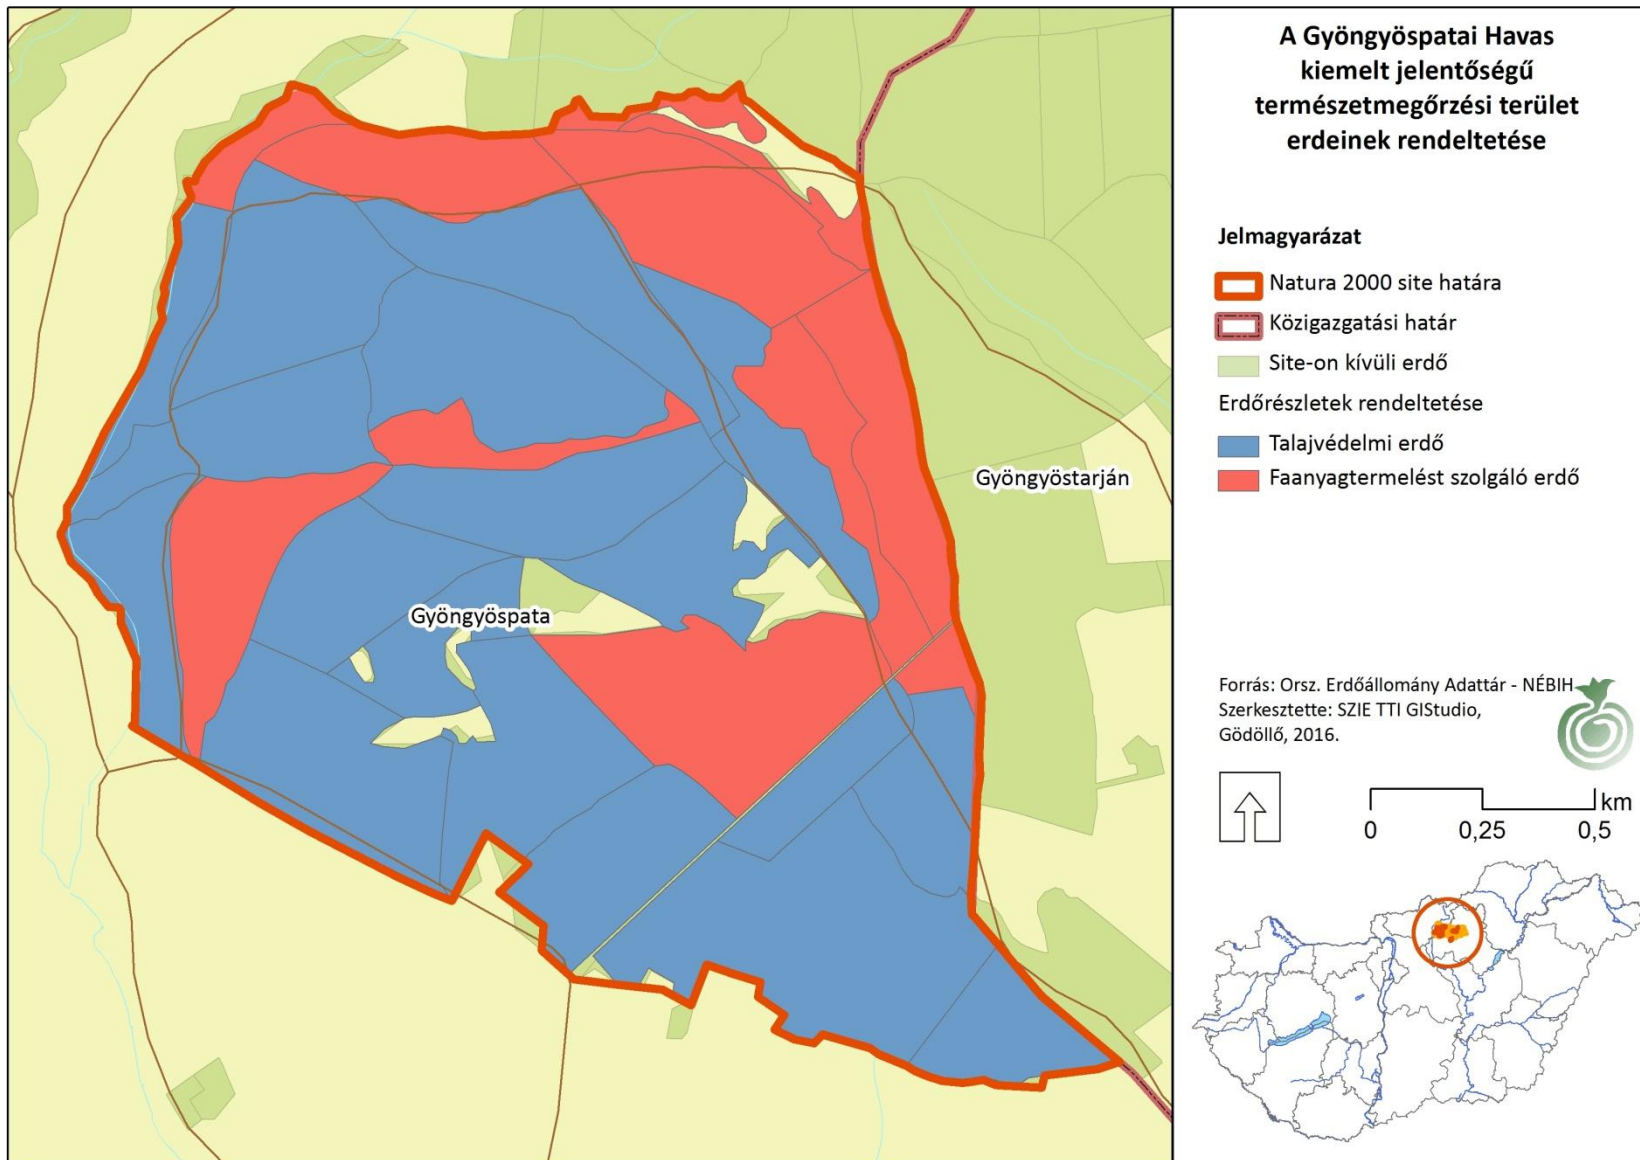 A Gyöngyöspatai Havas
kiemelt jelentőségű
természetmegőrzési terület
erdeinek rendeltetése
Jelmagyarázat
Natura 2000 site határa
Közigazgatási határ
Site-on kívüli erdő
Erdőrészletek rendeltetése
Talajvédelmi erdő
Faanyagtermelést szolgáló erdő
Gyöngyöstarján
Gyöngyöspata
Forrás: Orsz. Erdőállomány Adattár - NÉBIH
Szerkesztette: SZIE TTI GIStudio,
Gödöllő, 2016.
km
0 0,25 0,5